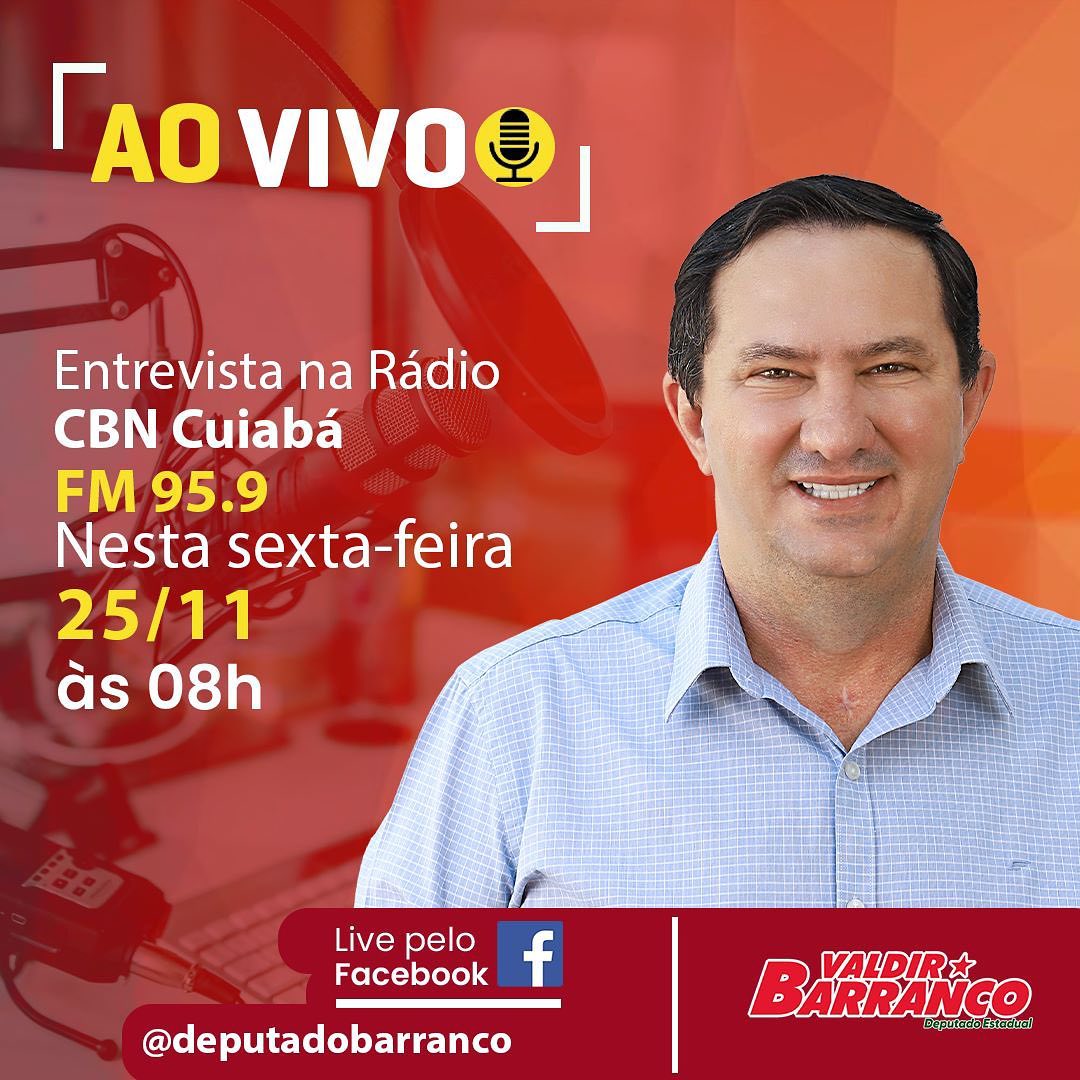 AO VIVO
Entrevista na Rádio
CBN Cuiabá
FM 95.9
Nesta sexta-feira
25/11
às 08h
Live pelo
Facebook
@deputadobarranco
VALDIR
BARRANCO
Deputado Estadual